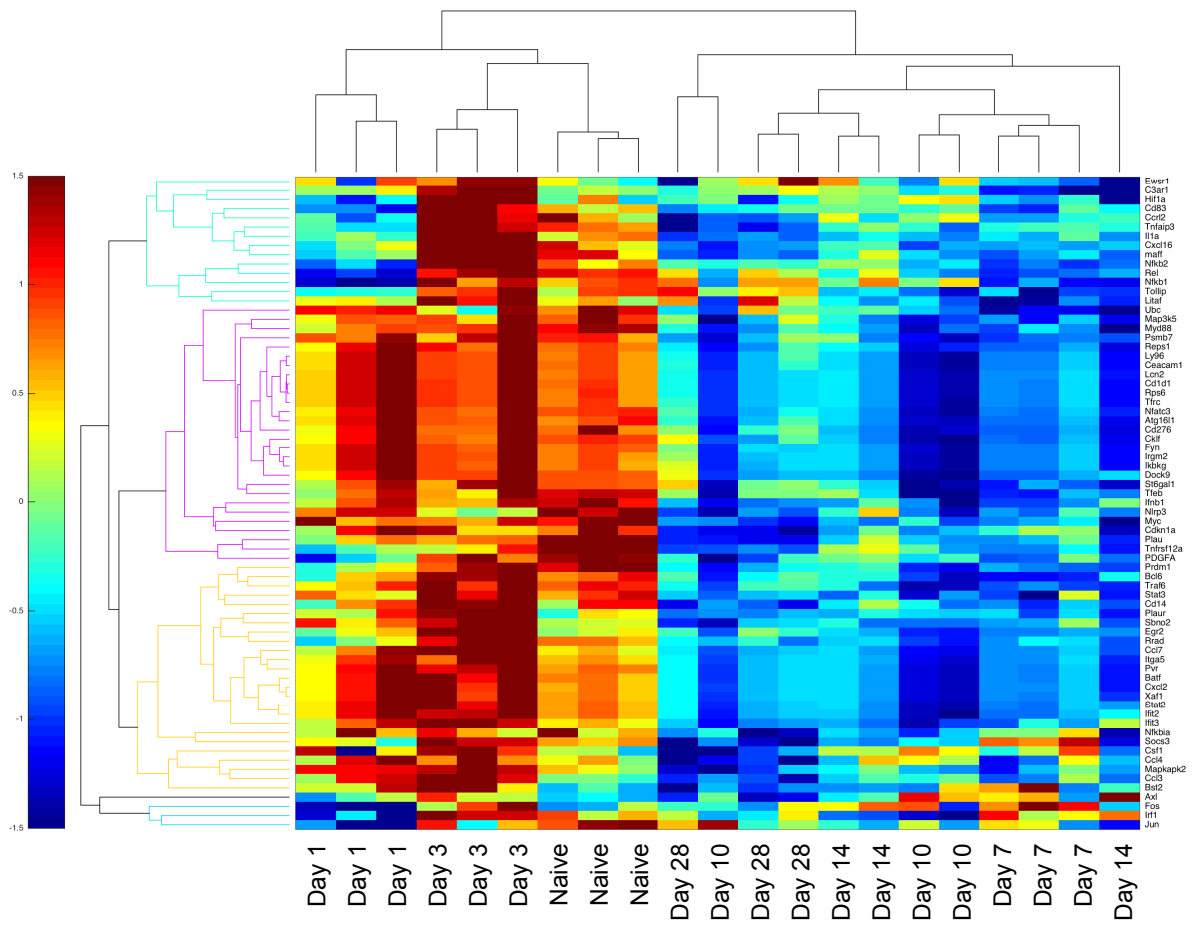 1.5
1
0.5
0
-0.5
-1
-1.5
Ewsr1
C3ar1
Hif1a
Cd83
Ccrl2
Tnfaip3
Il1a
Cxcl16
maff
Nfkb2
Rel
Nfkb1
Tollip
Litaf
Ubc
Map3k5
Myd88
Psmb7
Reps1
Ly96
Ceacam1
Lcn2
Cd1d1
Rps6
Tfrc
Nfatc3
Atg16l1
Cd276
Cklf
Fyn
Irgm2
Ikbkg
Dock9
St6gal1
Tfeb
Ifnb1
Nlrp3
Myc
Cdkn1a
Plau
Tnfrsf12a
PDGFA
Prdm1
Bcl6
Traf6
Stat3
Cd14
Plaur
Sbno2
Egr2
Rrad
Ccl7
Itga5
Pvr
Batf
Cxcl2
Xaf1
Stat2
Ifit2
Ifit3
Nfkbia
Socs3
Csf1
Ccl4
Mapkapk2
Ccl3
Bst2
Axl
Fos
Irf1
Jun
Day 1
Day 1
Day 1
Day 3
Day 3
Day 3
Naive
Naive
Naive
Day 28
Day 10
Day 28
Day 28
Day 14
Day 14
Day 10
Day 10
Day 7
Day 7
Day 7
Day 14